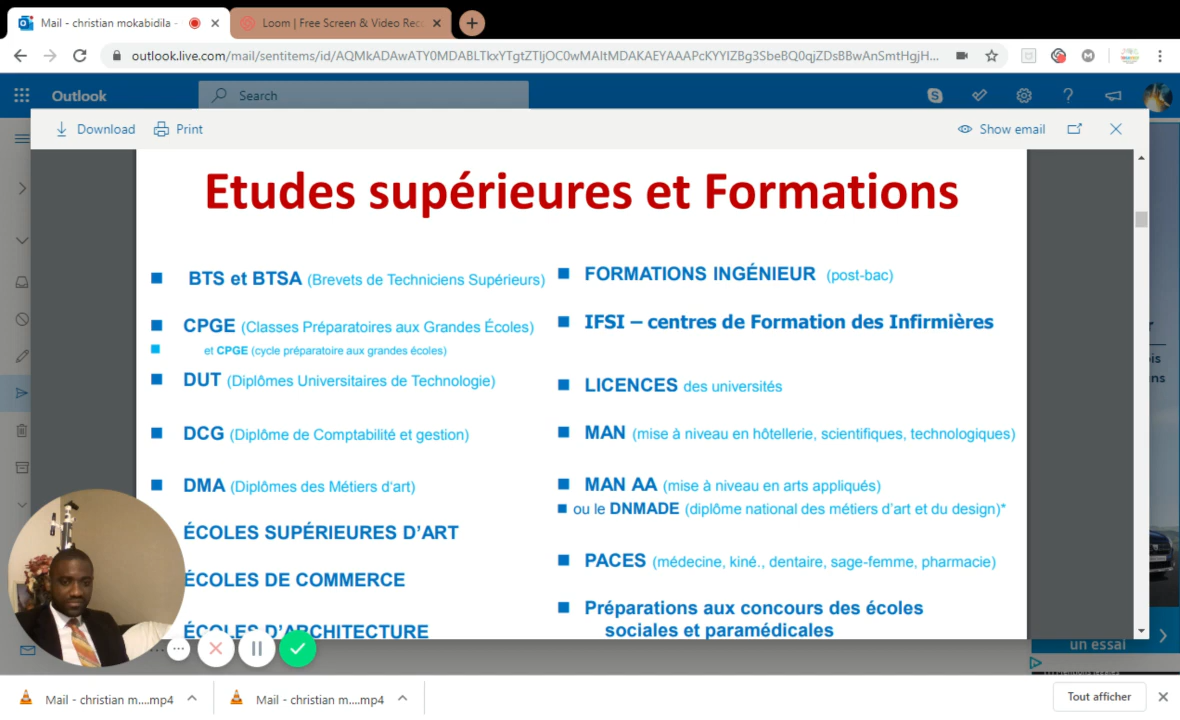 Mail - christian mokabidila -
Loom | Free Screen & Video Rec
outlook.live.com/mail/sentitems/id/AQMkADAwATY0MDABLTkxYTgtZTljOC0wMAItMDAKAEYAAAPcKYYIZBg3SbeBQ0qjZDsBBwAnSmtHgjH...
Outlook
Search
Download
Print
Show email
Etudes supérieures et Formations
BTS et BTSA (Brevets de Techniciens Supérieurs)
CPGE (Classes Préparatoires aux Grandes Écoles)
et CPGE (cycle préparatoire aux grandes écoles)
DUT (Diplômes Universitaires de Technologie)
DCG (Diplôme de Comptabilité et gestion)
DMA (Diplômes des Métiers d'art)
ÉCOLES SUPÉRIEURES D'ART
ÉCOLES DE COMMERCE
ÉCOLES D'ARCHITECTURE
FORMATIONS INGÉNIEUR (post-bac)
IFSI – centres de Formation des Infirmières
LICENCES des universités
MAN (mise à niveau en hôtellerie, scientifiques, technologiques)
MAN AA (mise à niveau en arts appliqués)
ou le DNMADE (diplôme national des métiers d'art et du design)*
PACES (médecine, kiné., dentaire, sage-femme, pharmacie)
Préparations aux concours des écoles
sociales et paramédicales
un essai
Mail - christian m....mp4
Mail - christian m....mp4
Tout afficher